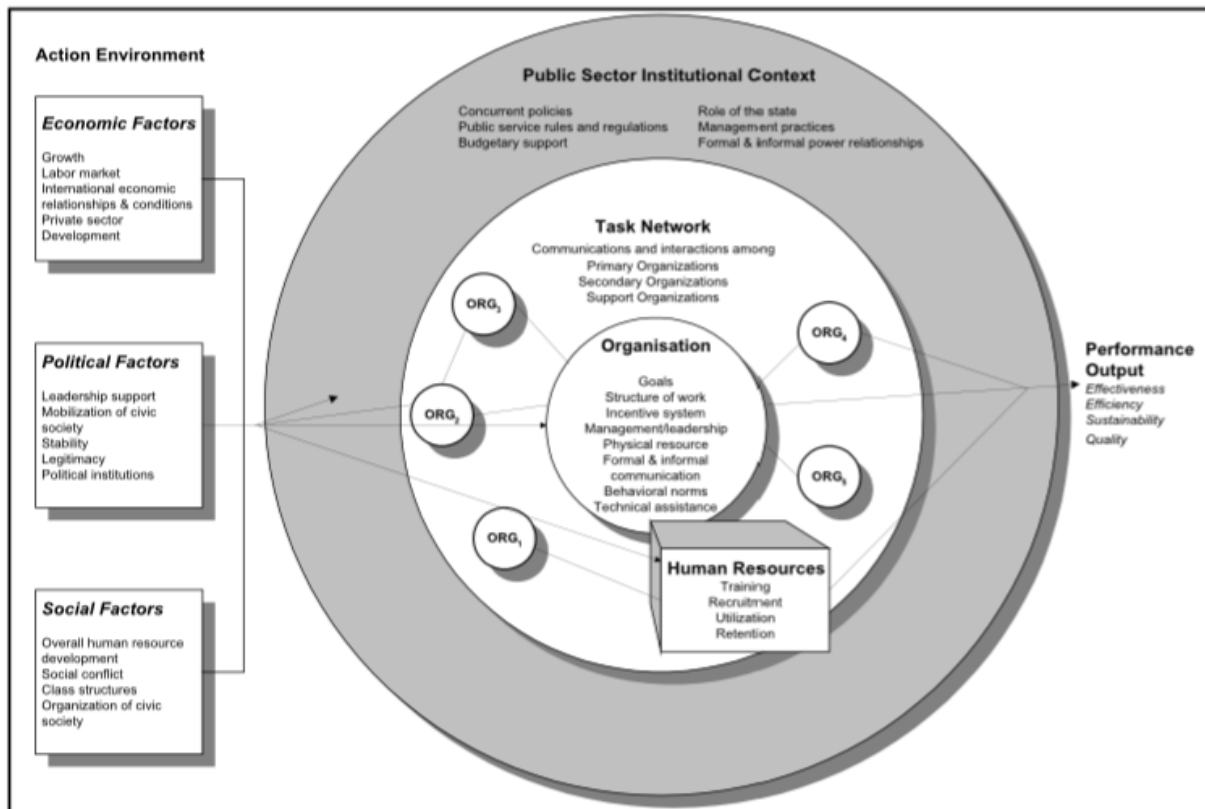 Action Environment
Economic Factors
Growth
Labor market
International economic
relationships & conditions
Private sector
Development
Political Factors
Leadership support
Mobilization of civic
society
Stability
Legitimacy
Political institutions
Social Factors
Overall human resource
development
Social conflict
Class structures
Organization of civic
society
Public Sector Institutional Context
Concurrent policies
Public service rules and regulations
Budgetary support
Role of the state
Management practices
Formal & informal power relationships
Task Network
Communications and interactions among
Primary Organizations
Secondary Organizations
Support Organizations
ORG3
ORG2
ORG1
Organisation
Goals
Structure of work
Incentive system
Management/leadership
Physical resource
Formal & informal
communication
Behavioral norms
Technical assistance
ORG4
ORG5
Human Resources
Training
Recruitment
Utilization
Retention
Performance
Output
Effectiveness
Efficiency
Sustainability
Quality